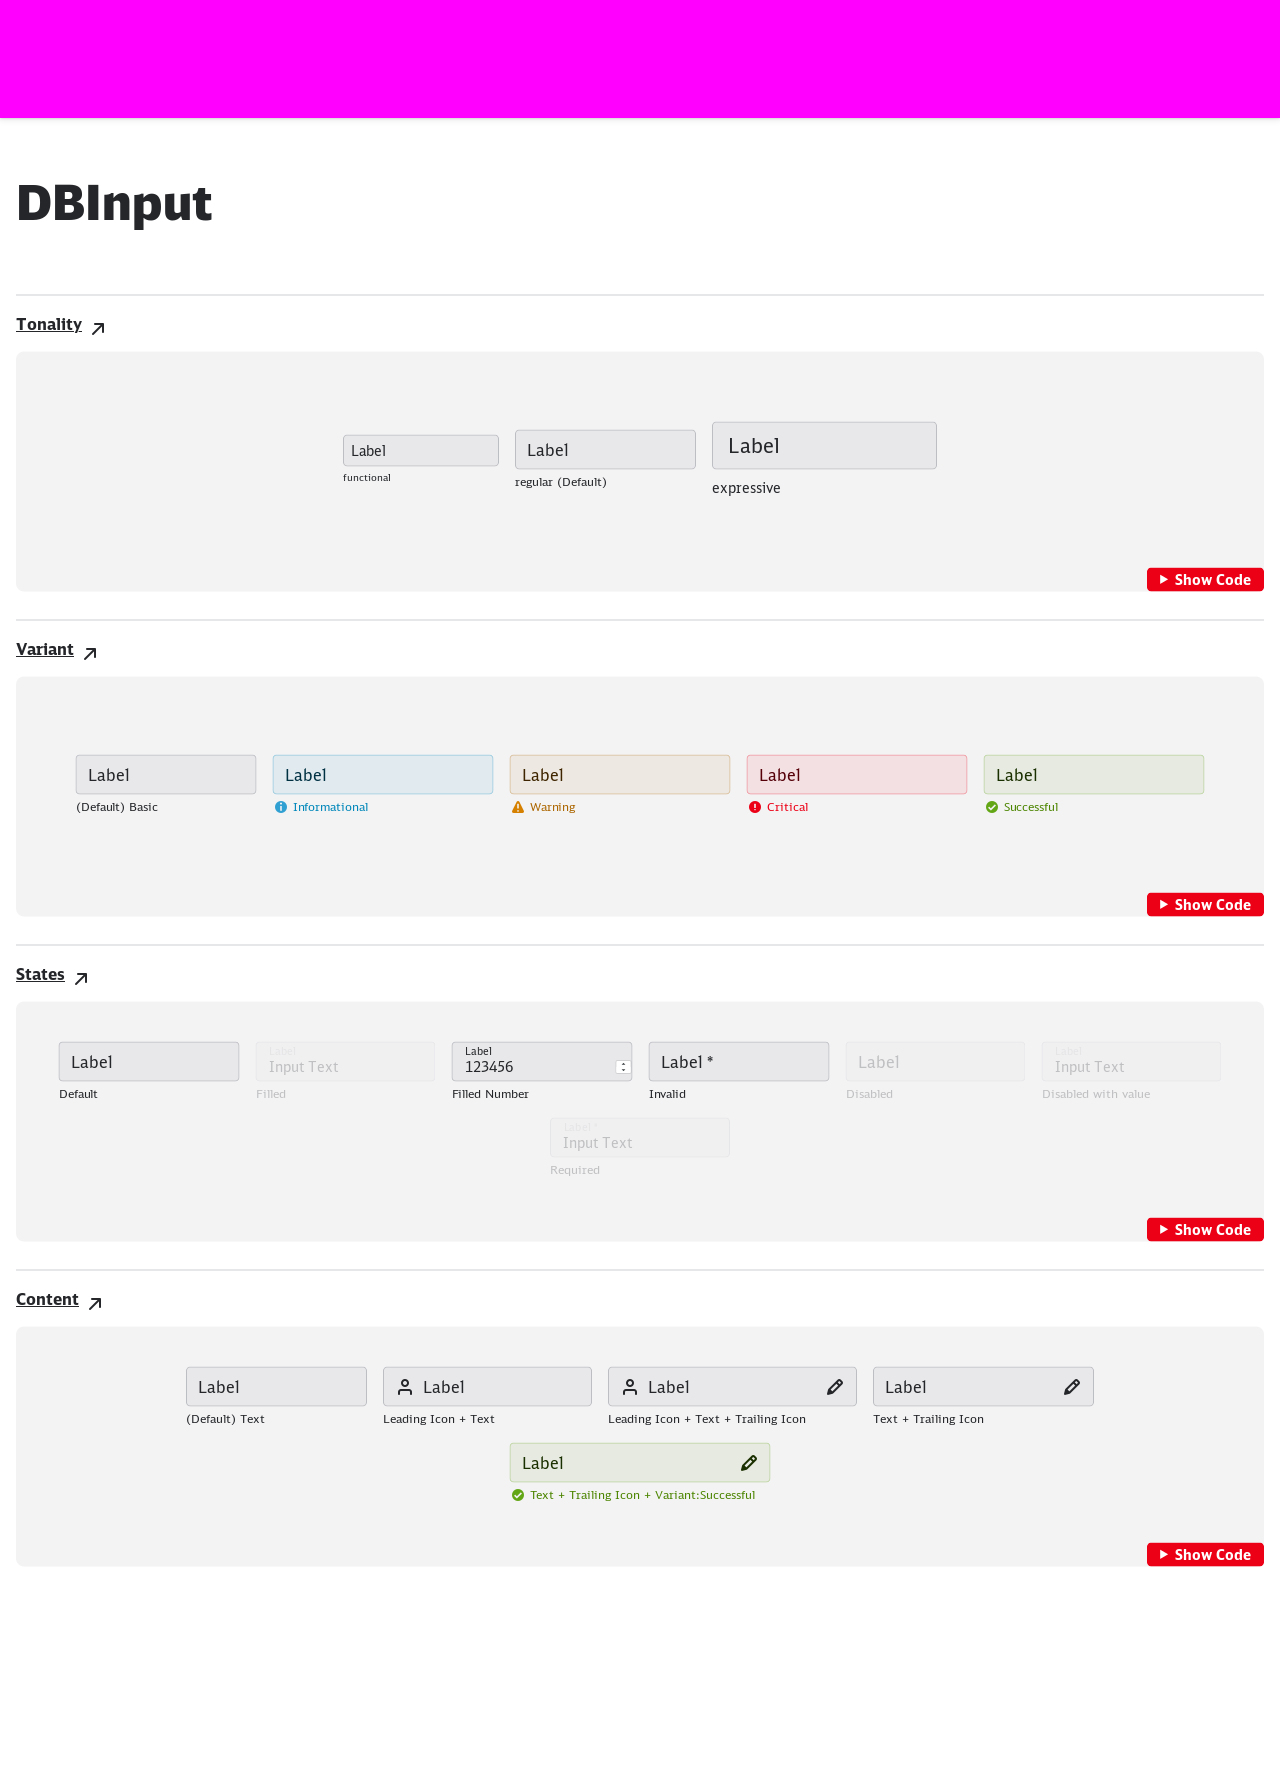 DBInput
Tonality
Label
Label
Label
functional
regular (Default)
expressive
Show Code
Variant
Label
Label
Label
Label
Label
(Default) Basic
Informational
Warning
Critical
Successful
Show Code
States
Label
Label
Input Text
Label
123456
Label *
Label
Label
Input Text
Default
Filled
Filled Number
Invalid
Disabled
Disabled with value
Label *
Input Text
Required
Show Code
Content
Label
Label
Label
Label
(Default) Text
Leading Icon + Text
Leading Icon + Text + Trailing Icon
Text + Trailing Icon
Label
Text + Trailing Icon + Variant:Successful
Show Code